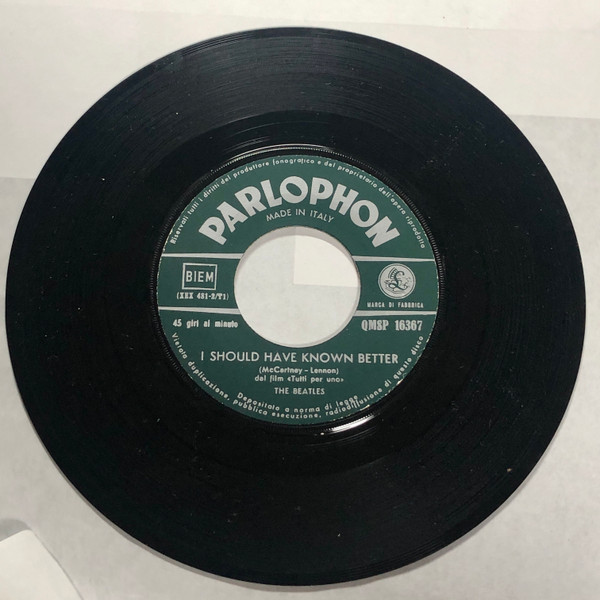 Riservati tutti i diritti del produttore fonografico e del proprietario dell'opera riprodotta
PARLOPHON
MADE IN ITALY
BIEM
(XEX 481-2/T1)
MARCA DI FABBRICA
45 giri al minuto
QMSP 16367
I SHOULD HAVE KNOWN BETTER
(McCartney - Lennon)
dal film «Tutti per uno»
THE BEATLES
Depositato a norma di legge
Vietata duplicazione, pubblica esecuzione, radiodiffusione di questo disco